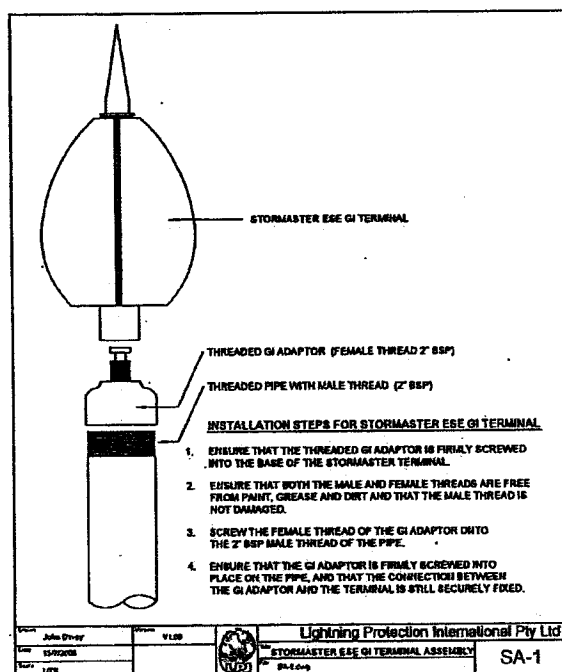 STORMASTER ESE GI TERMINAL
THREADED GI ADAPTOR (FEMALE THREAD 2" BSP)
THREADED PIPE WITH MALE THREAD (2" BSP)
INSTALLATION STEPS FOR STORMASTER ESE GI TERMINAL
1. ENSURE THAT THE THREADED GI ADAPTOR IS FIRMLY SCREWED
INTO THE BASE OF THE STORMASTER TERMINAL.
2. ENSURE THAT BOTH THE MALE AND FEMALE THREADS ARE FREE
FROM PAINT, GREASE AND DIRT AND THAT THE MALE THREAD IS
NOT DAMAGED.
3. SCREW THE FEMALE THREAD OF THE GI ADAPTOR ONTO
THE 2" BSP MALE THREAD OF THE PIPE.
4. ENSURE THAT THE GI ADAPTOR IS FIRMLY SCREWED INTO
PLACE ON THE PIPE, AND THAT THE CONNECTION BETWEEN
THE GI ADAPTOR AND THE TERMINAL IS STILL SECURELY FIXED.
John
Lightning Protection International Pty Ltd
STORMASTER ESE GI TERMINAL ASSEMBLY
SA-1
SA-1.dwg
LPI